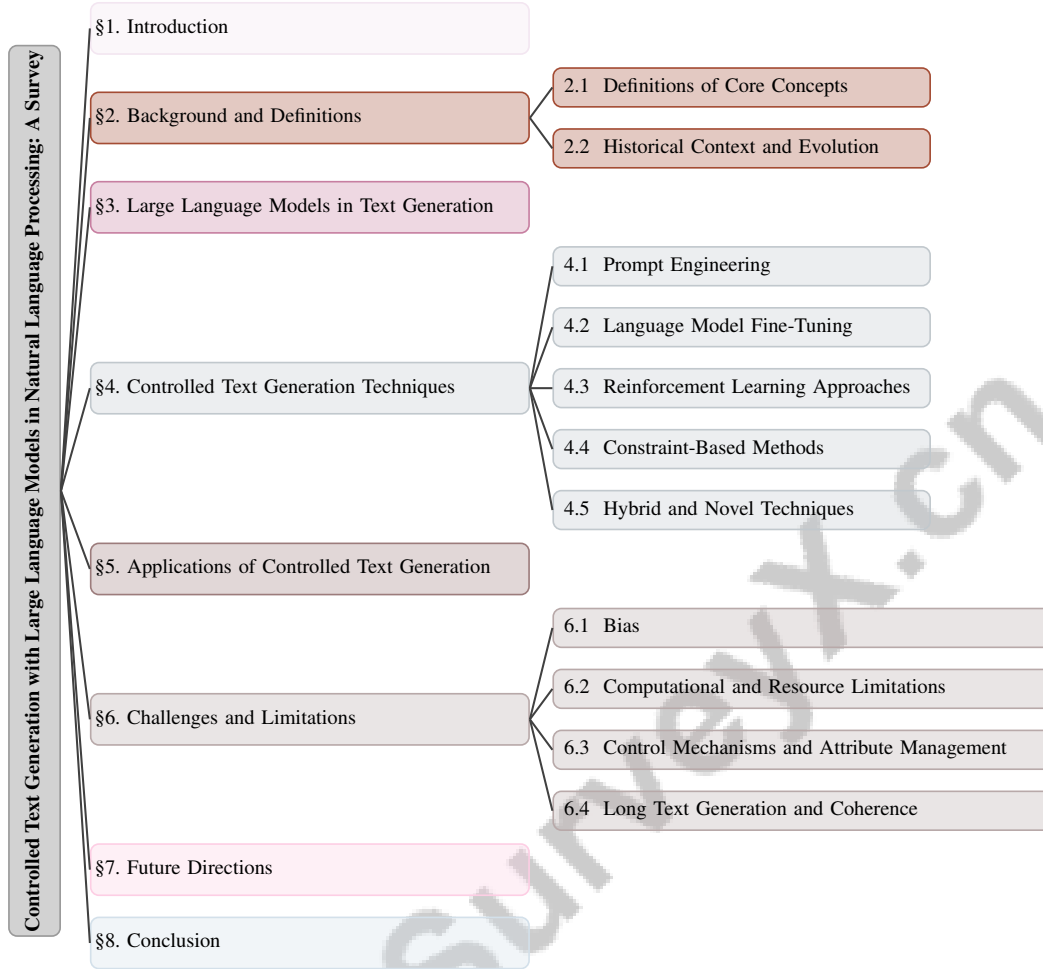 Controlled Text Generation with Large Language Models in Natural Language Processing: A Survey
§1. Introduction
§2. Background and Definitions
2.1 Definitions of Core Concepts
2.2 Historical Context and Evolution
§3. Large Language Models in Text Generation
§4. Controlled Text Generation Techniques
4.1 Prompt Engineering
4.2 Language Model Fine-Tuning
4.3 Reinforcement Learning Approaches
4.4 Constraint-Based Methods
4.5 Hybrid and Novel Techniques
§5. Applications of Controlled Text Generation
§6. Challenges and Limitations
6.1 Bias
6.2 Computational and Resource Limitations
6.3 Control Mechanisms and Attribute Management
6.4 Long Text Generation and Coherence
§7. Future Directions
§8. Conclusion
SurveyX.cn